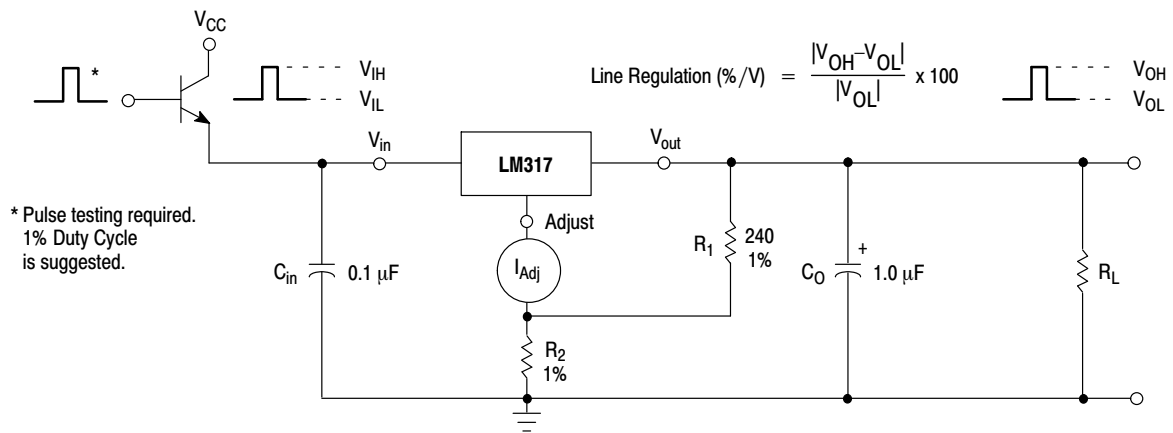 V_CC
*
V_IH
V_IL
Line Regulation (%/V) = |V_OH–V_OL| / |V_OL| x 100
V_OH
V_OL
V_in
LM317
V_out
* Pulse testing required.
1% Duty Cycle
is suggested.
Adjust
I_Adj
C_in 0.1 μF
R_1 240
1%
C_O + 1.0 μF
R_L
R_2
1%